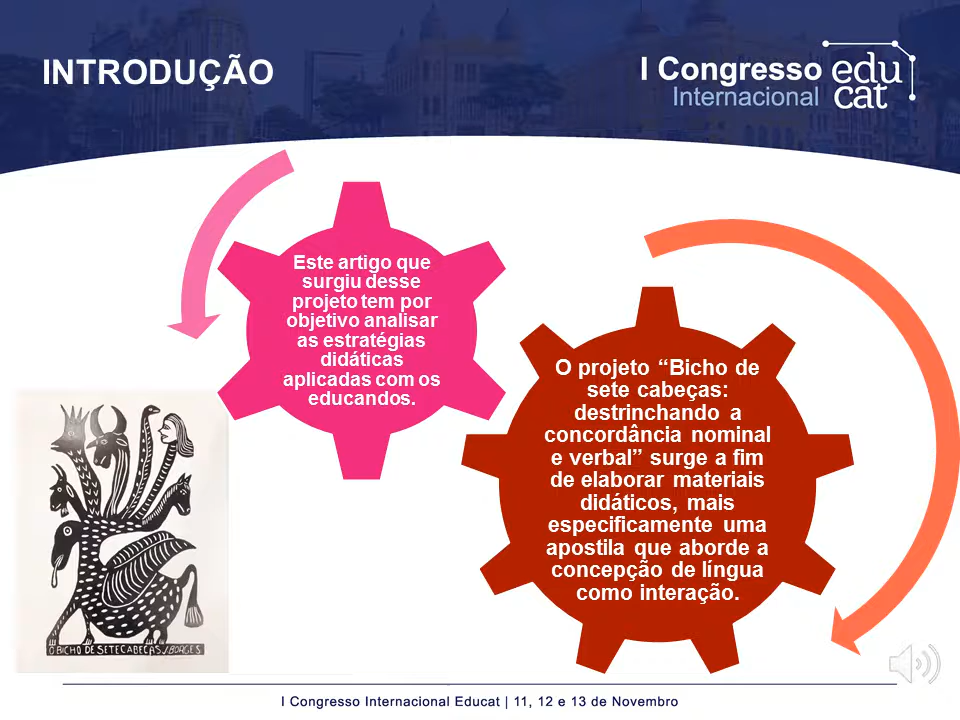 INTRODUÇÃO
I Congresso
Internacional
edu
cat
Este artigo que
surgiu desse
projeto tem por
objetivo analisar
as estratégias
didáticas
aplicadas com os
educandos.
O projeto “Bicho de
sete cabeças:
destrinchando a
concordância nominal
e verbal” surge a fim
de elaborar materiais
didáticos, mais
especificamente uma
apostila que aborde a
concepção de língua
como interação.
O BICHO DE SETE CABEÇAS J.BORGES
I Congresso Internacional Educat | 11, 12 e 13 de Novembro